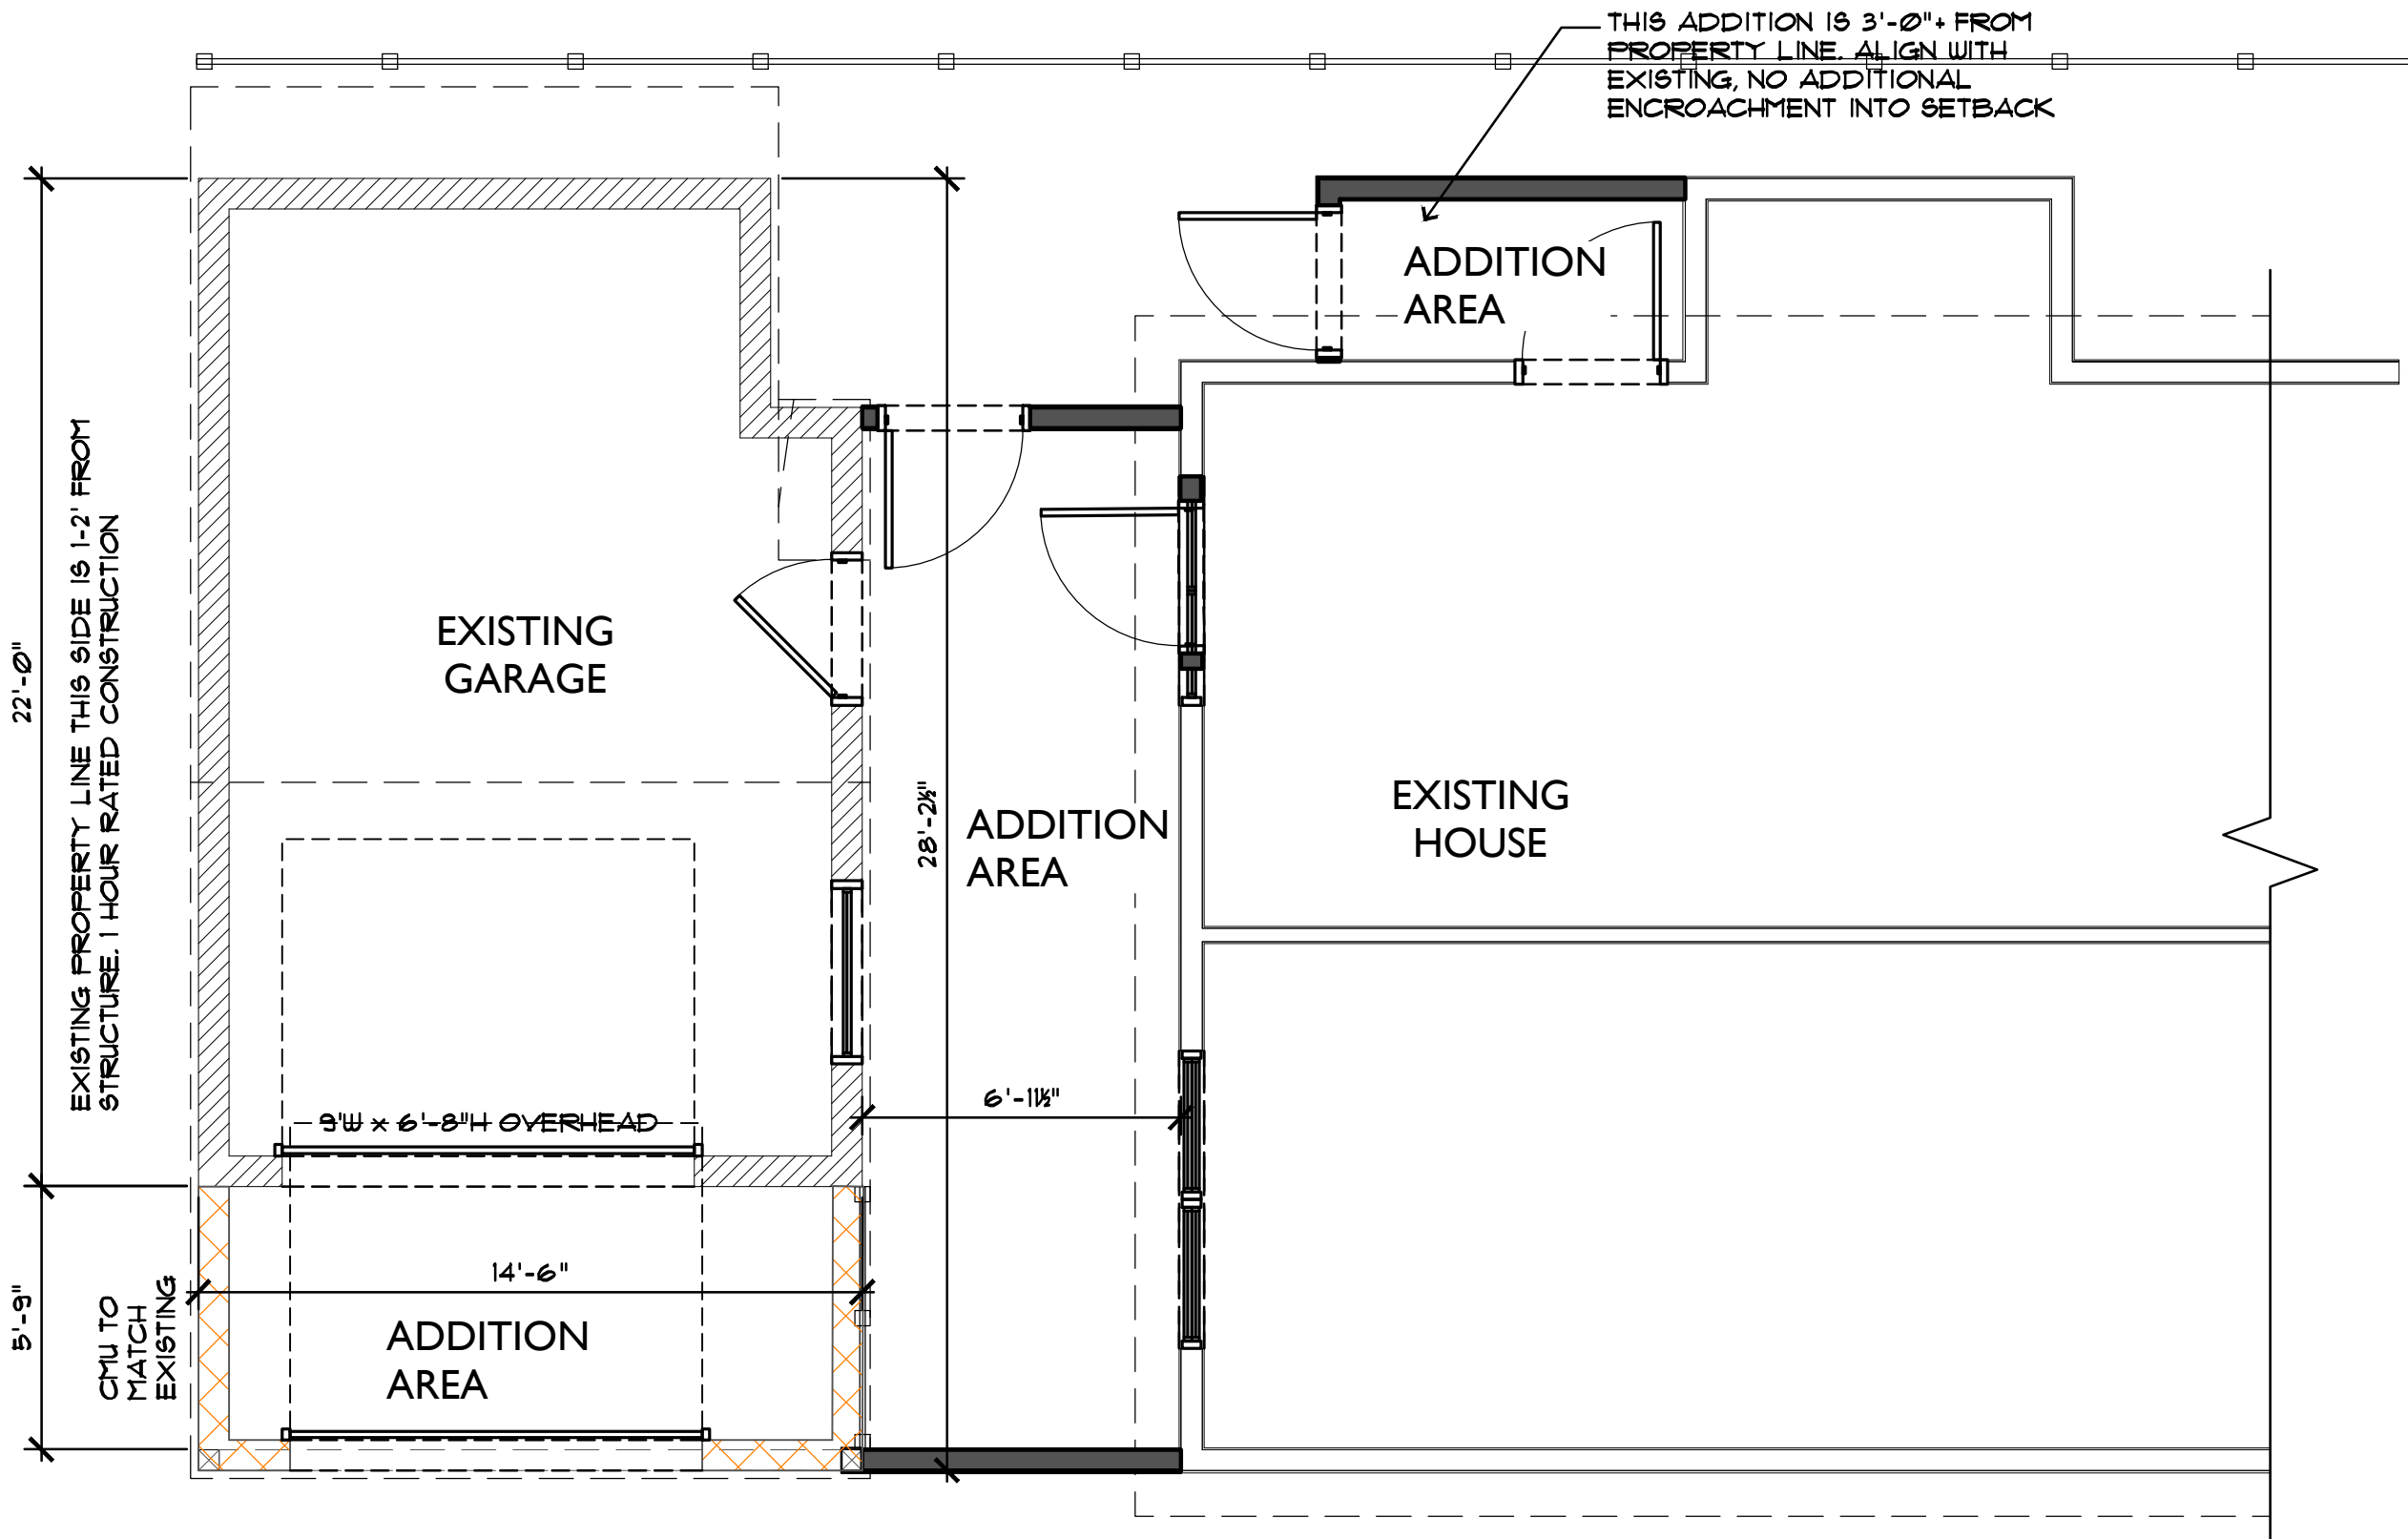 THIS ADDITION IS 3'-0"+ FROM
PROPERTY LINE. ALIGN WITH
EXISTING, NO ADDITIONAL
ENCROACHMENT INTO SETBACK
ADDITION
AREA
22'-0"
EXISTING PROPERTY LINE THIS SIDE IS 1-2' FROM
STRUCTURE. 1 HOUR RATED CONSTRUCTION
EXISTING
GARAGE
28'-2½"
ADDITION
AREA
EXISTING
HOUSE
9'W x 6'-8"H OVERHEAD
6'-11½"
5'-9"
CMU TO
MATCH
EXISTING
14'-6"
ADDITION
AREA